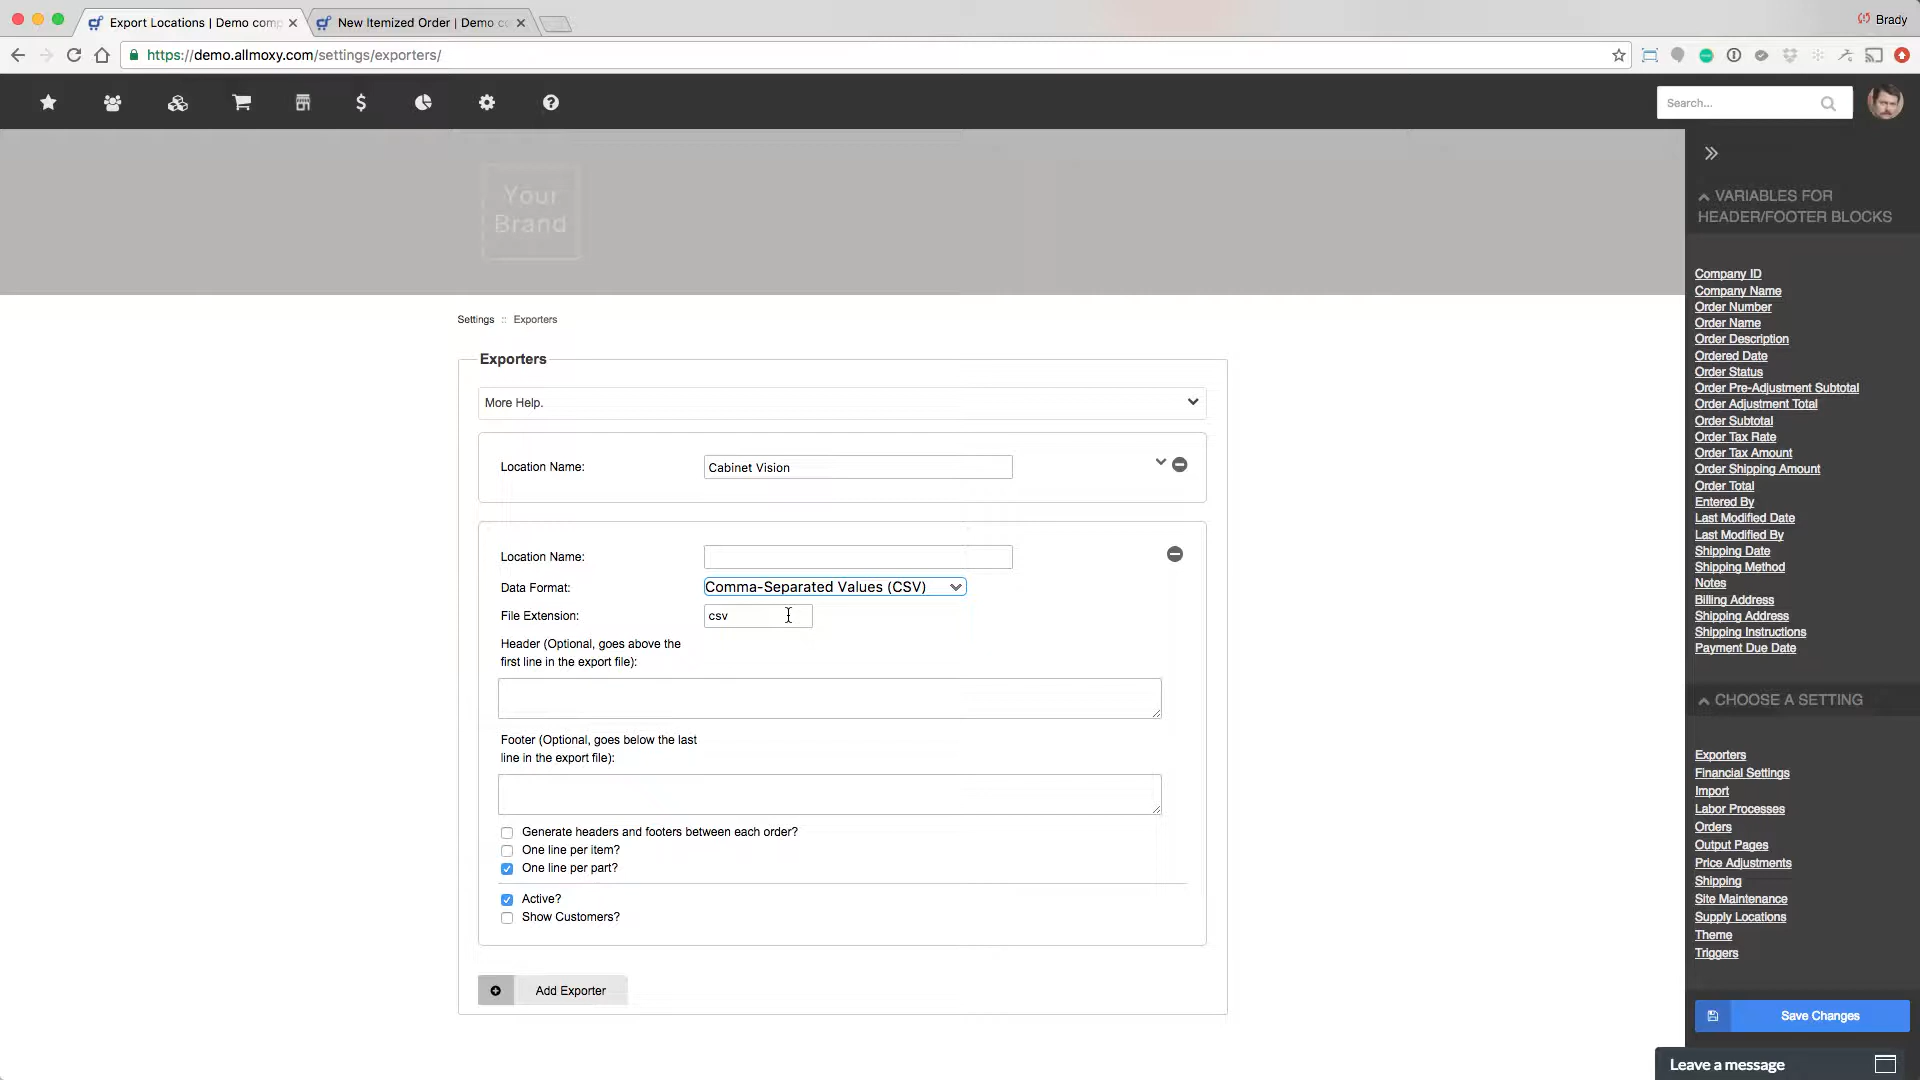 Export Locations | Demo comp
New Itemized Order | Demo co
Brady
https://demo.allmoxy.com/settings/exporters/
Search...
Your
Brand
Settings :: Exporters
Exporters
More Help.
Location Name:
Cabinet Vision
Location Name:
Data Format:
Comma-Separated Values (CSV)
File Extension:
csv
Header (Optional, goes above the
first line in the export file):
Footer (Optional, goes below the last
line in the export file):
Generate headers and footers between each order?
One line per item?
One line per part?
Active?
Show Customers?
Add Exporter
VARIABLES FOR
HEADER/FOOTER BLOCKS
Company ID
Company Name
Order Number
Order Name
Order Description
Ordered Date
Order Status
Order Pre-Adjustment Subtotal
Order Adjustment Total
Order Subtotal
Order Tax Rate
Order Tax Amount
Order Shipping Amount
Order Total
Entered By
Last Modified Date
Last Modified By
Shipping Date
Shipping Method
Notes
Billing Address
Shipping Address
Shipping Instructions
Payment Due Date
CHOOSE A SETTING
Exporters
Financial Settings
Import
Labor Processes
Orders
Output Pages
Price Adjustments
Shipping
Site Maintenance
Supply Locations
Theme
Triggers
Save Changes
Leave a message